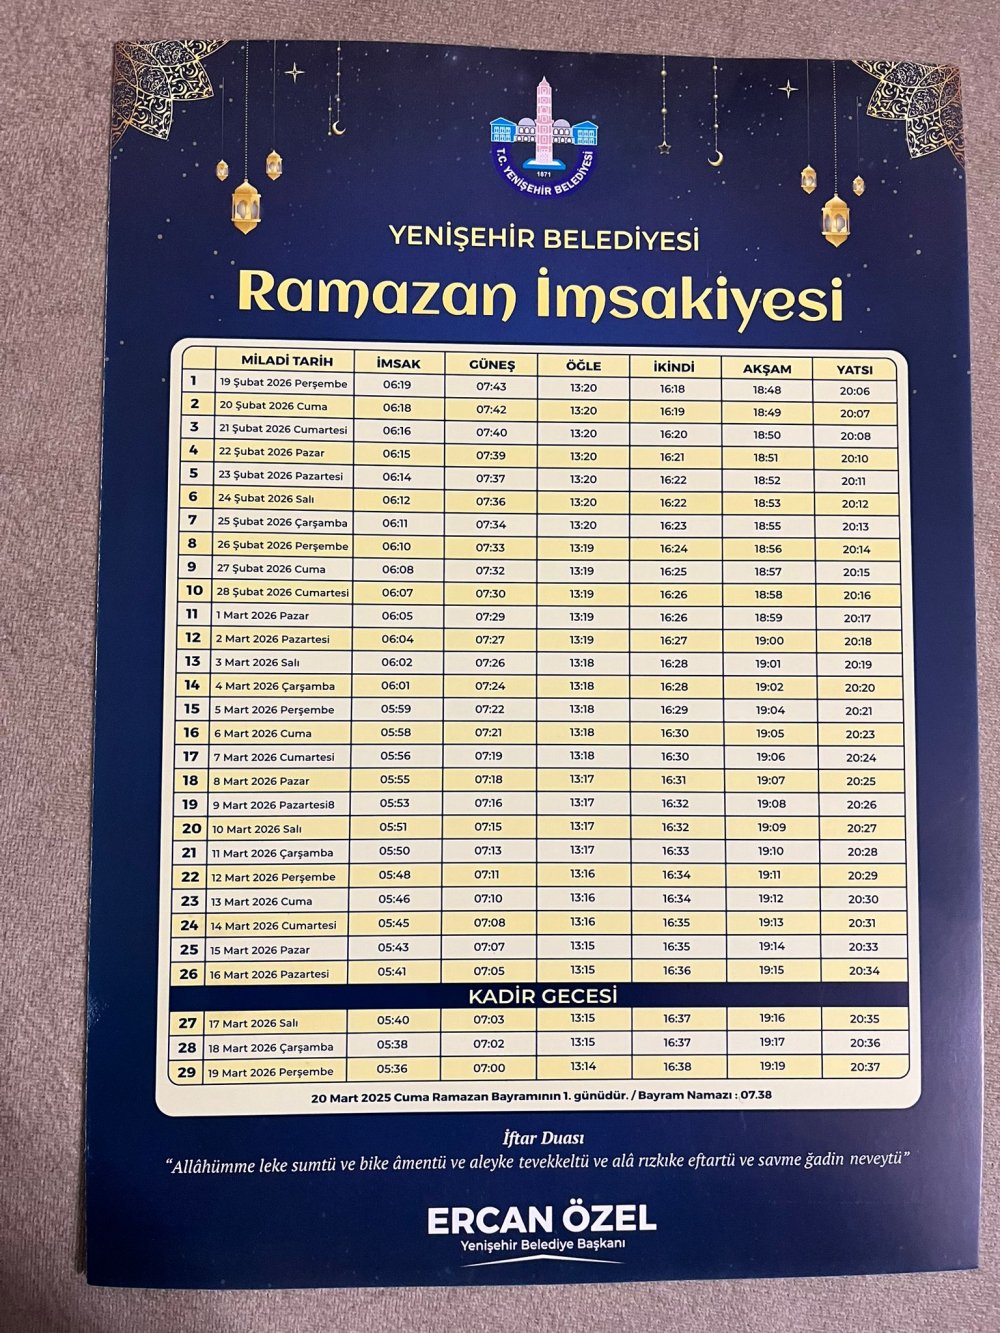 T.C. YENİŞEHİR BELEDİYESİ
1871
YENİŞEHİR BELEDİYESİ
Ramazan İmsakiyesi
MİLADİ TARİH İMSAK GÜNEŞ ÖĞLE İKİNDİ AKŞAM YATSI
1 19 Şubat 2026 Perşembe 06:19 07:43 13:20 16:18 18:48 20:06
2 20 Şubat 2026 Cuma 06:18 07:42 13:20 16:19 18:49 20:07
3 21 Şubat 2026 Cumartesi 06:16 07:40 13:20 16:20 18:50 20:08
4 22 Şubat 2026 Pazar 06:15 07:39 13:20 16:21 18:51 20:10
5 23 Şubat 2026 Pazartesi 06:14 07:37 13:20 16:22 18:52 20:11
6 24 Şubat 2026 Salı 06:12 07:36 13:20 16:22 18:53 20:12
7 25 Şubat 2026 Çarşamba 06:11 07:34 13:20 16:23 18:55 20:13
8 26 Şubat 2026 Perşembe 06:10 07:33 13:19 16:24 18:56 20:14
9 27 Şubat 2026 Cuma 06:08 07:32 13:19 16:25 18:57 20:15
10 28 Şubat 2026 Cumartesi 06:07 07:30 13:19 16:26 18:58 20:16
11 1 Mart 2026 Pazar 06:05 07:29 13:19 16:26 18:59 20:17
12 2 Mart 2026 Pazartesi 06:04 07:27 13:19 16:27 19:00 20:18
13 3 Mart 2026 Salı 06:02 07:26 13:18 16:28 19:01 20:19
14 4 Mart 2026 Çarşamba 06:01 07:24 13:18 16:28 19:02 20:20
15 5 Mart 2026 Perşembe 05:59 07:22 13:18 16:29 19:04 20:21
16 6 Mart 2026 Cuma 05:58 07:21 13:18 16:30 19:05 20:23
17 7 Mart 2026 Cumartesi 05:56 07:19 13:18 16:30 19:06 20:24
18 8 Mart 2026 Pazar 05:55 07:18 13:17 16:31 19:07 20:25
19 9 Mart 2026 Pazartesi8 05:53 07:16 13:17 16:32 19:08 20:26
20 10 Mart 2026 Salı 05:51 07:15 13:17 16:32 19:09 20:27
21 11 Mart 2026 Çarşamba 05:50 07:13 13:17 16:33 19:10 20:28
22 12 Mart 2026 Perşembe 05:48 07:11 13:16 16:34 19:11 20:29
23 13 Mart 2026 Cuma 05:46 07:10 13:16 16:34 19:12 20:30
24 14 Mart 2026 Cumartesi 05:45 07:08 13:16 16:35 19:13 20:31
25 15 Mart 2026 Pazar 05:43 07:07 13:15 16:35 19:14 20:33
26 16 Mart 2026 Pazartesi 05:41 07:05 13:15 16:36 19:15 20:34
KADİR GECESİ
27 17 Mart 2026 Salı 05:40 07:03 13:15 16:37 19:16 20:35
28 18 Mart 2026 Çarşamba 05:38 07:02 13:15 16:37 19:17 20:36
29 19 Mart 2026 Perşembe 05:36 07:00 13:14 16:38 19:19 20:37
20 Mart 2025 Cuma Ramazan Bayramının 1. günüdür. / Bayram Namazı : 07.38
İftar Duası
“Allâhümme leke sumtü ve bike âmentü ve aleyke tevekkeltü ve alâ rızkıke eftartü ve savme ğadin neveytü”
ERCAN ÖZEL
Yenişehir Belediye Başkanı